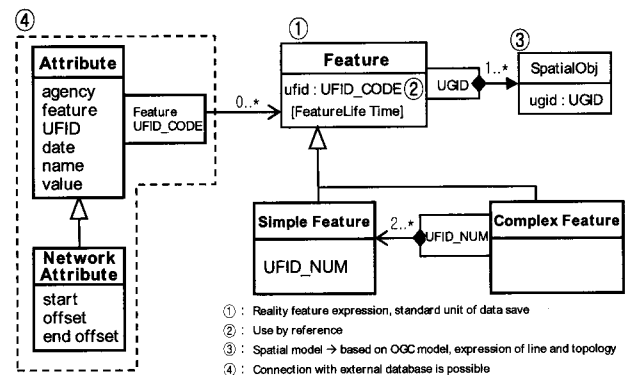 ④
Attribute
agency
feature
UFID
date
name
value
Feature
UFID_CODE
0..*
①
Feature
ufid : UFID_CODE ②
[FeatureLife Time]
UGID
1..*
③
SpatialObj
ugid : UGID
Network
Attribute
start
offset
end offset
Simple Feature
UFID_NUM
2..*
UFID_NUM
Complex Feature
① : Reality feature expression, standard unit of data save
② : Use by reference
③ : Spatial model → based on OGC model, expression of line and topology
④ : Connection with external database is possible